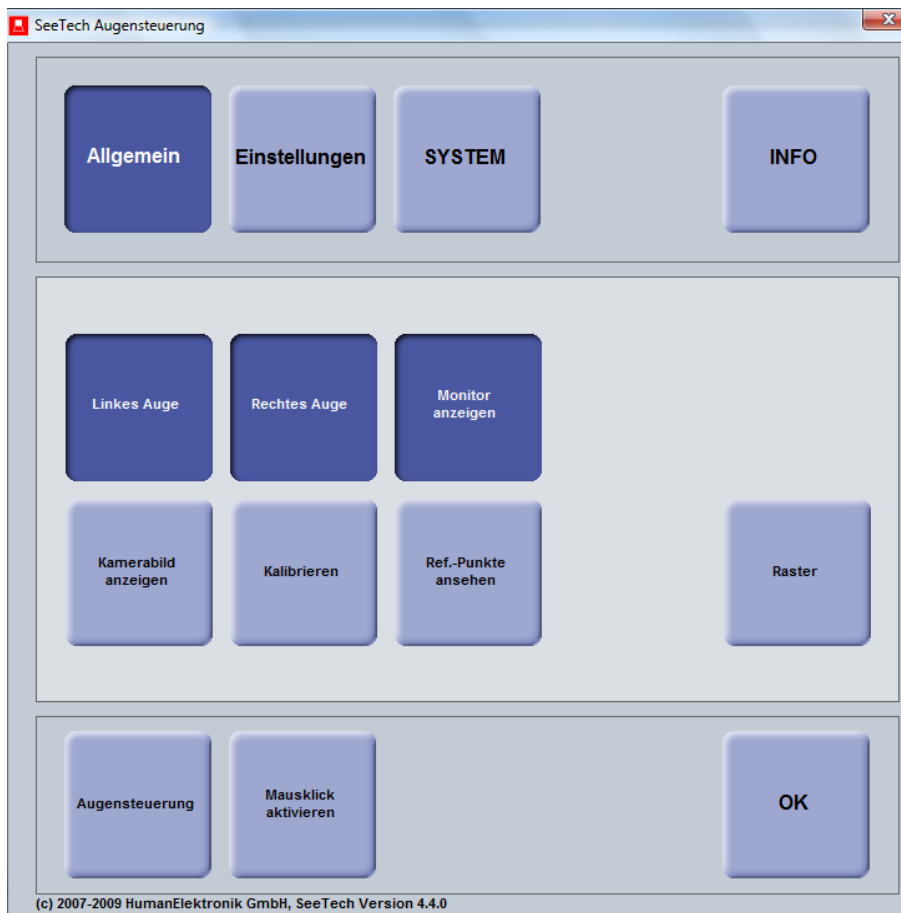 SeeTech Augensteuerung
Allgemein
Einstellungen
SYSTEM
INFO
Linkes Auge
Rechtes Auge
Monitor
anzeigen
Kamerabild
anzeigen
Kalibrieren
Ref.-Punkte
ansehen
Raster
Augensteuerung
Mausklick
aktivieren
OK
(c) 2007-2009 HumanElektronik GmbH, SeeTech Version 4.4.0